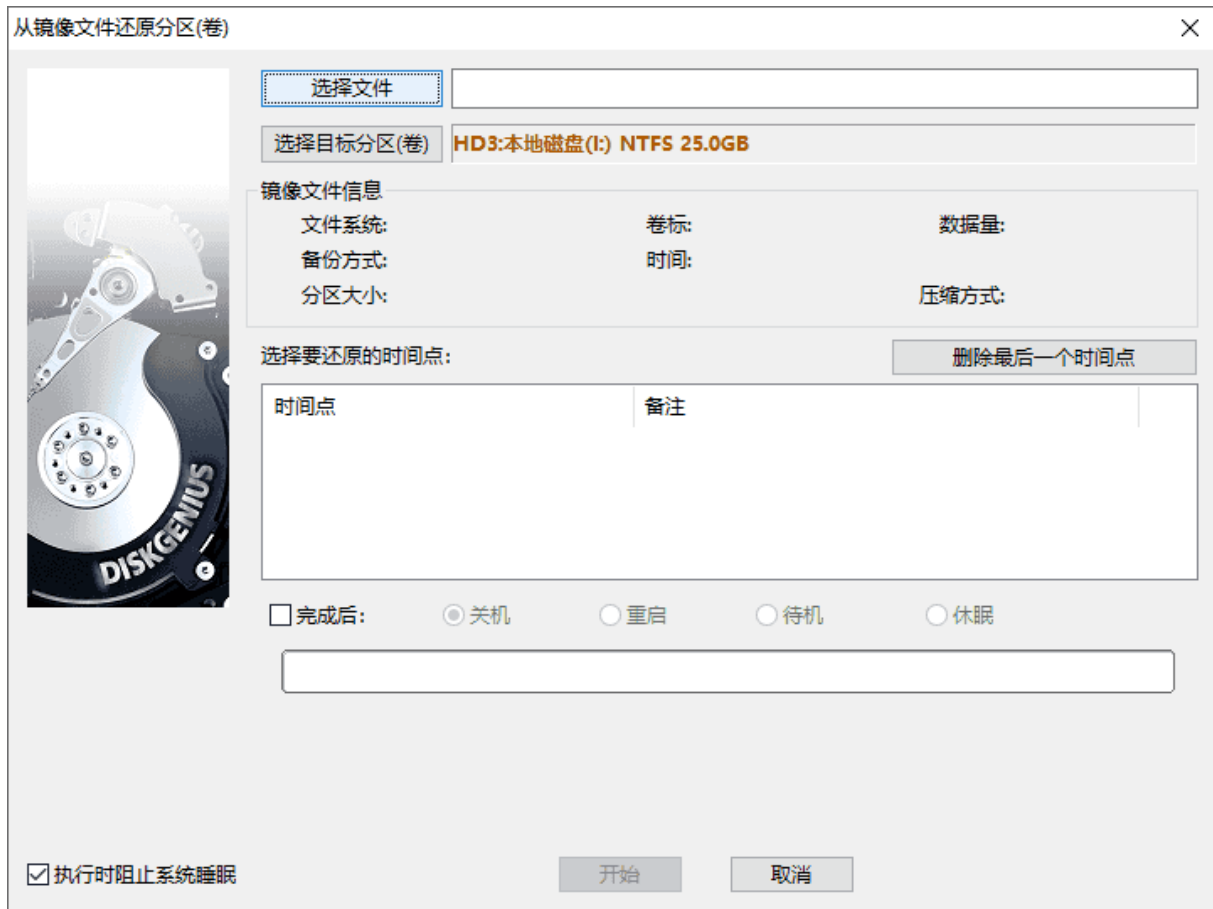 从镜像文件还原分区(卷)
选择文件
选择目标分区(卷) HD3:本地磁盘(I:) NTFS 25.0GB
镜像文件信息
文件系统: 卷标: 数据量:
备份方式: 时间:
分区大小: 压缩方式:
选择要还原的时间点: 删除最后一个时间点
时间点 备注
DISKGENIUS
完成后: 关机 重启 待机 休眠
执行时阻止系统睡眠 开始 取消